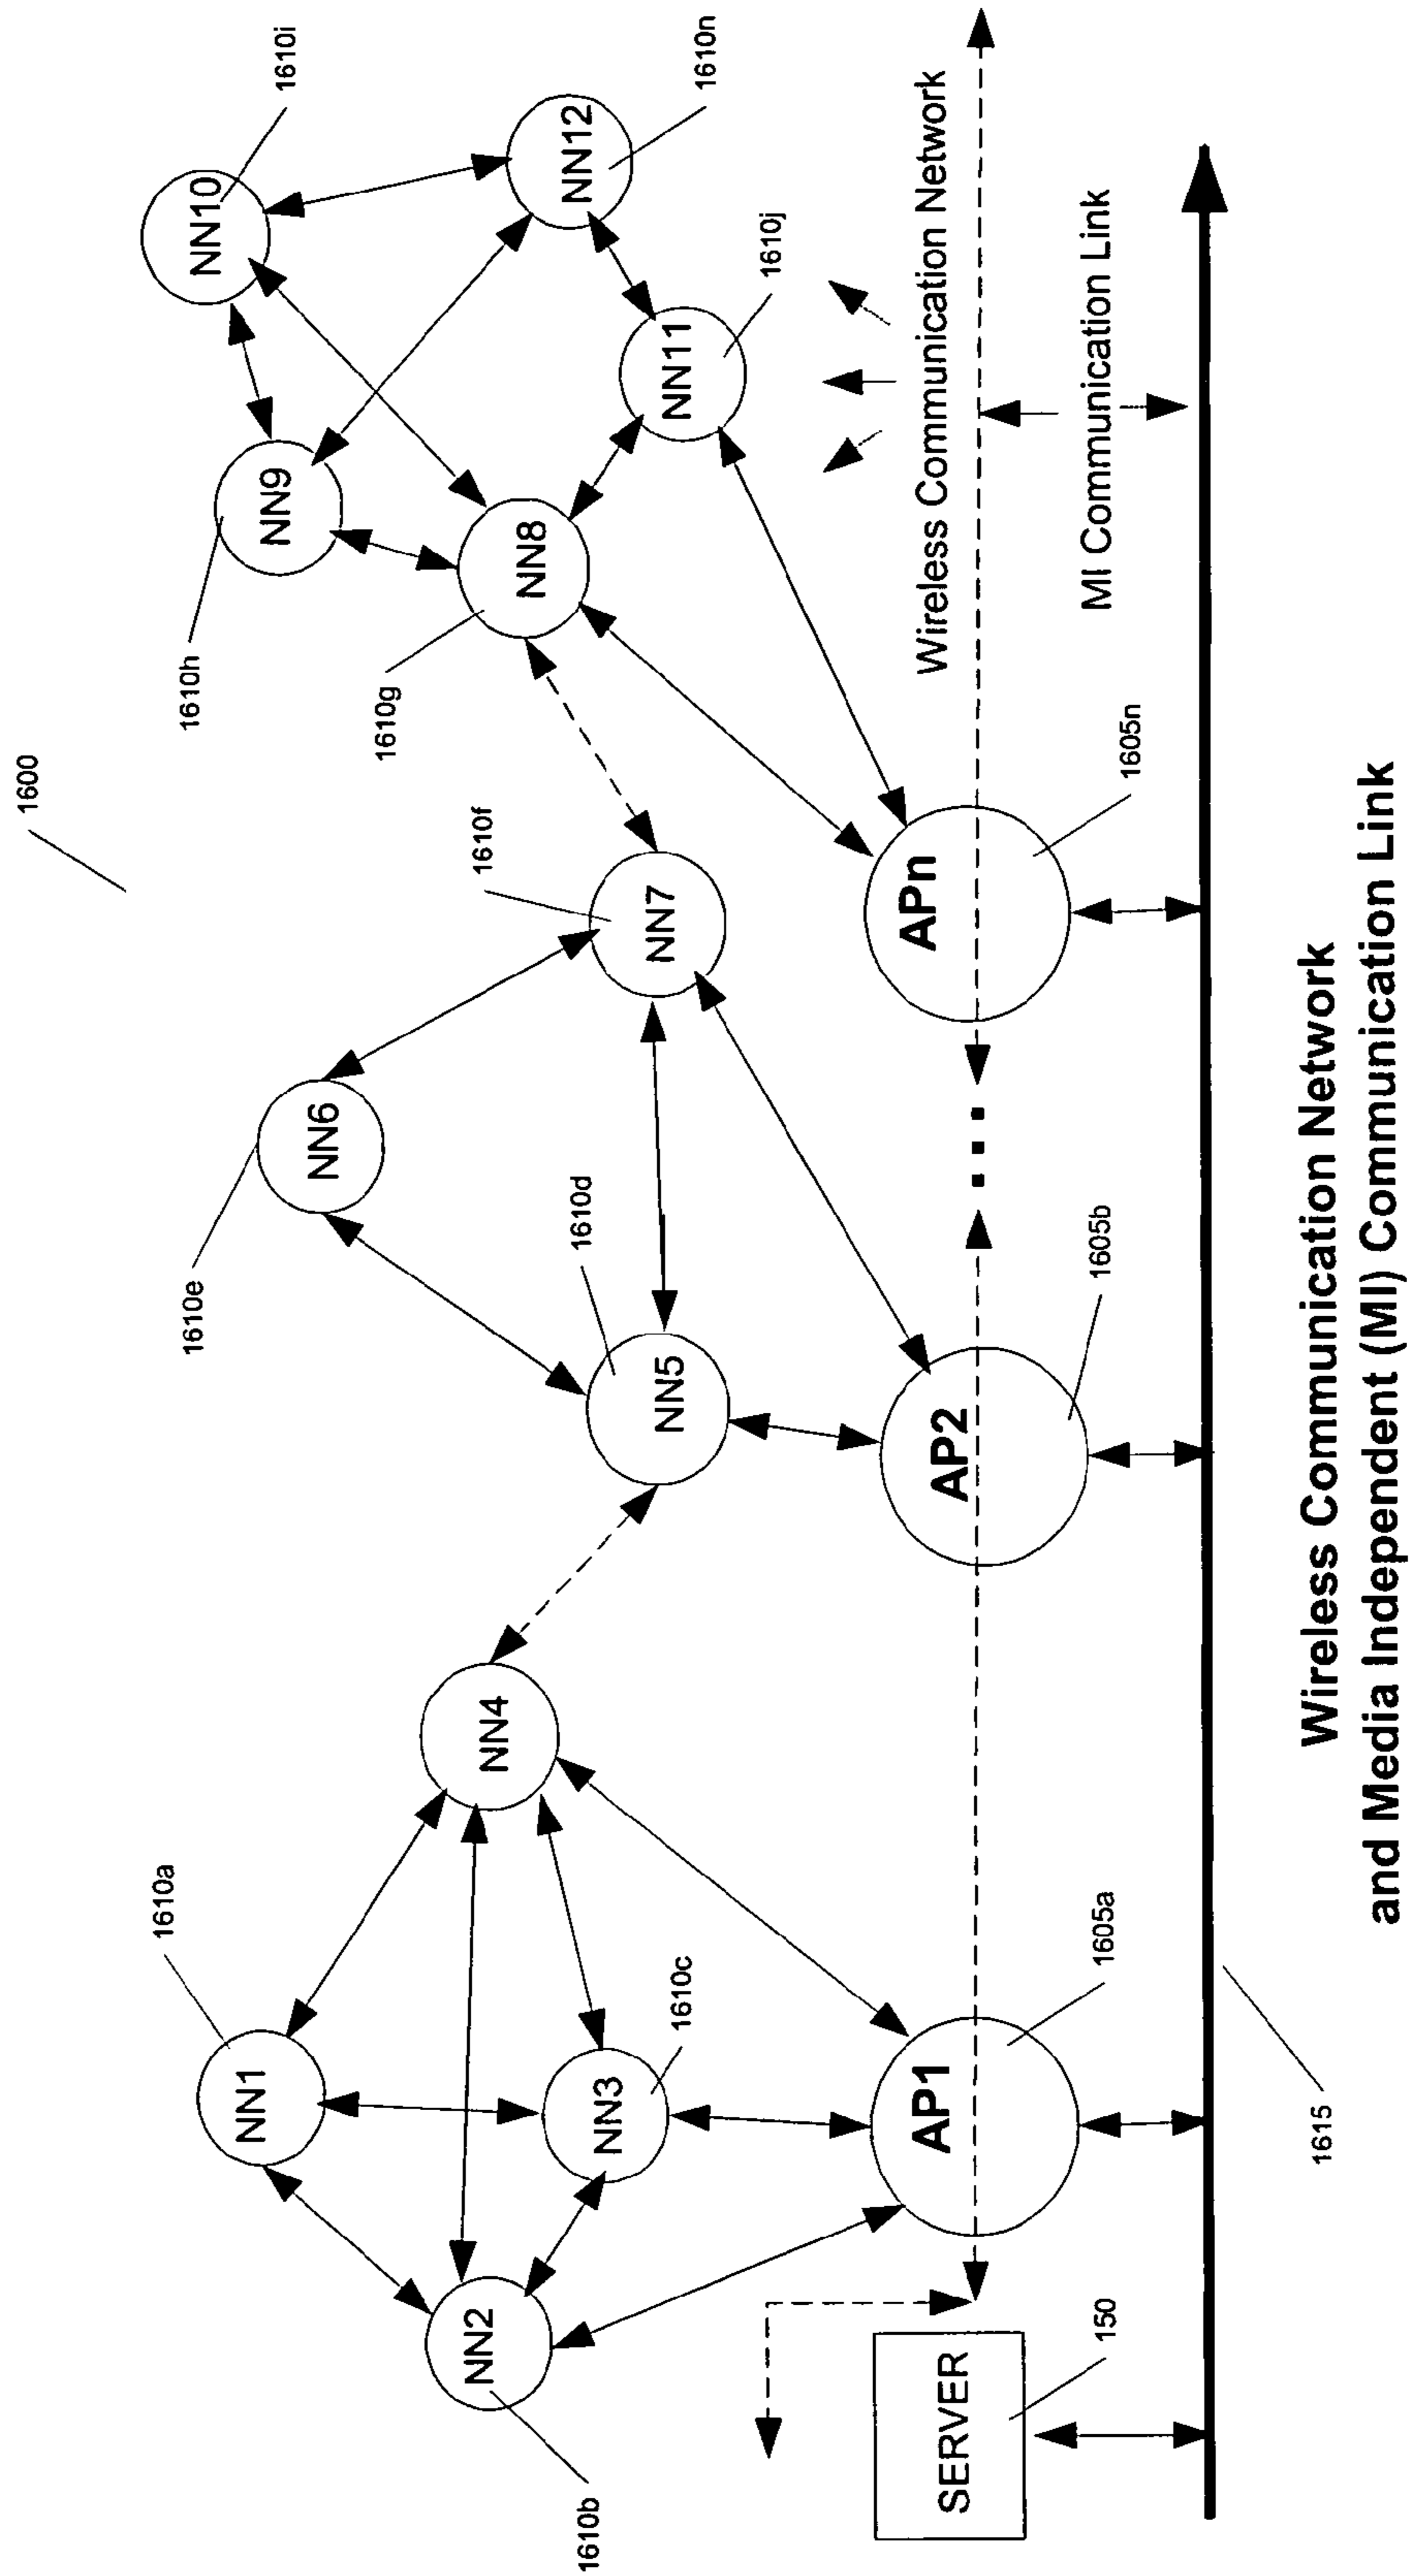 1600
NN10
1610i
1610a
1610e
1610h
NN9
NN12
1610n
NN1
NN6
1610g
NN8
1610f
NN4
1610d
NN11
1610j
NN2
1610b
NN3
1610c
NN5
NN7
Wireless Communication Network
MI Communication Link
SERVER
150
AP1
1605a
AP2
1605b
APn
1605n
1615
Wireless Communication Network
and Media Independent (MI) Communication Link